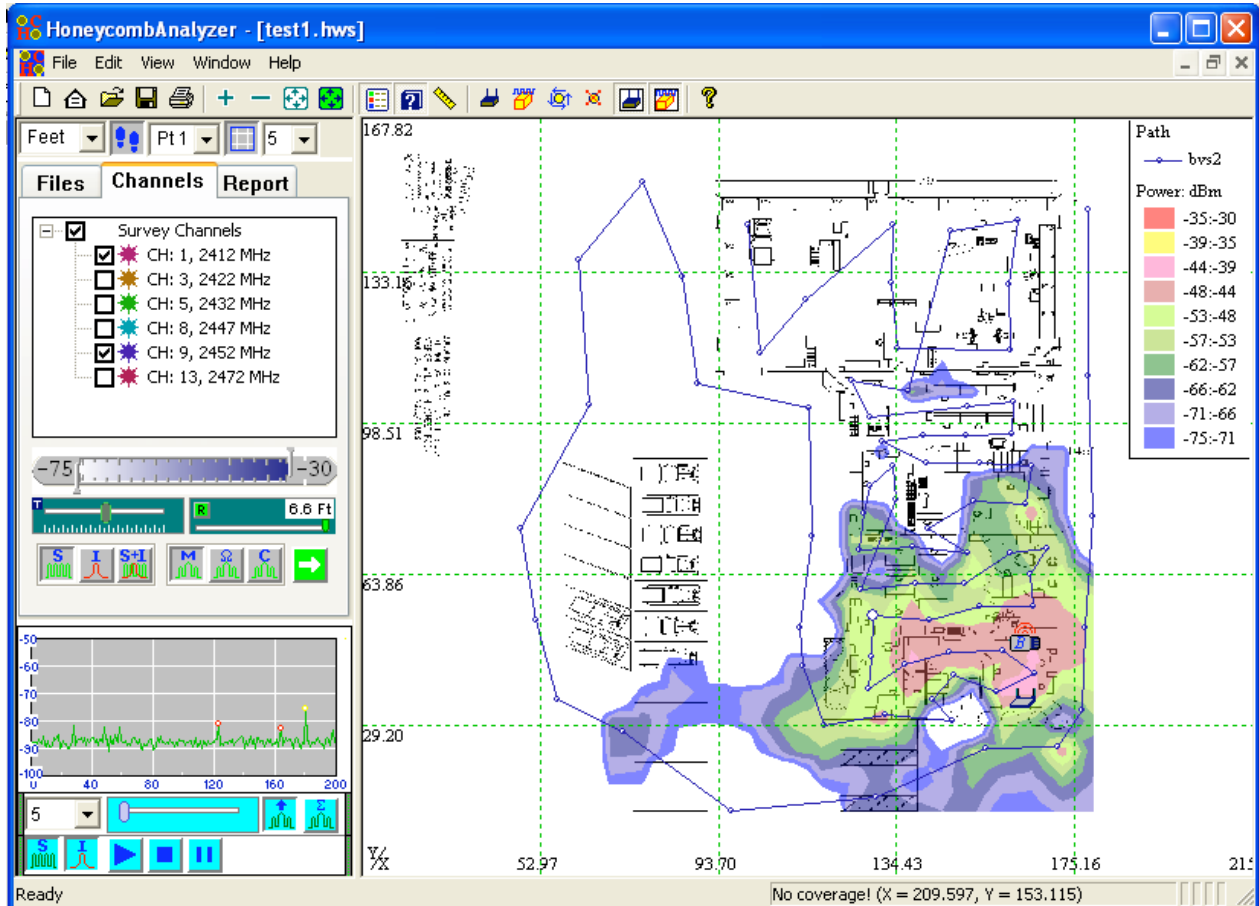 HoneycombAnalyzer - [test1.hws]
File Edit View Window Help
Feet Pt 1 5
Files Channels Report
Survey Channels
CH: 1, 2412 MHz
CH: 3, 2422 MHz
CH: 5, 2432 MHz
CH: 8, 2447 MHz
CH: 9, 2452 MHz
CH: 13, 2472 MHz
-75 -30
T R 6.6 Ft
S I S+I M Ω C
-50
-60
-70
-80
-90
-100
0 40 80 120 160 200
5 Σ
S I
167.82
98.51
63.86
29.20
Y/X 52.97 93.70 134.43 175.16
B
Path
bvs2
Power: dBm
-35:-30
-39:-35
-44:-39
-48:-44
-53:-48
-57:-53
-62:-57
-66:-62
-71:-66
-75:-71
Ready No coverage! (X = 209.597, Y = 153.115)